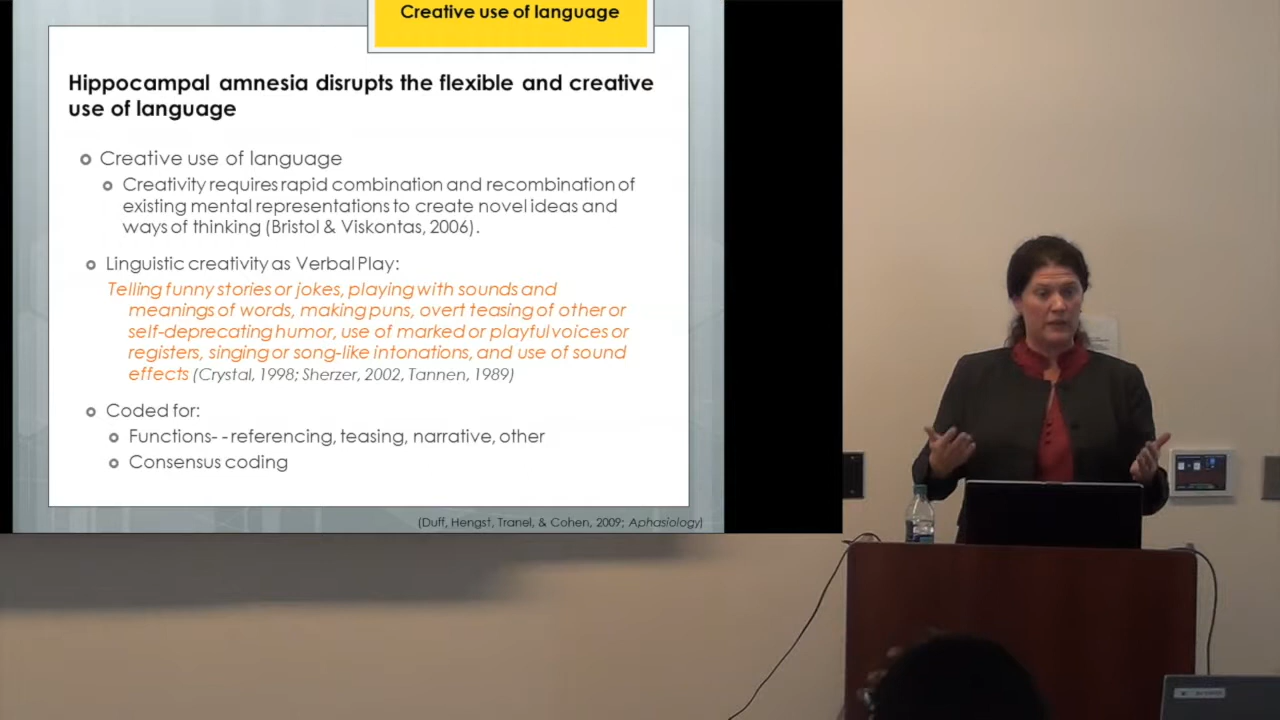 Creative use of language
Hippocampal amnesia disrupts the flexible and creative
use of language
Creative use of language
Creativity requires rapid combination and recombination of
existing mental representations to create novel ideas and
ways of thinking (Bristol & Viskontas, 2006).
Linguistic creativity as Verbal Play:
Telling funny stories or jokes, playing with sounds and
meanings of words, making puns, overt teasing of other or
self-deprecating humor, use of marked or playful voices or
registers, singing or song-like intonations, and use of sound
effects (Crystal, 1998; Sherzer, 2002, Tannen, 1989)
Coded for:
Functions- - referencing, teasing, narrative, other
Consensus coding
(Duff, Hengst, Tranel, & Cohen, 2009; Aphasiology)